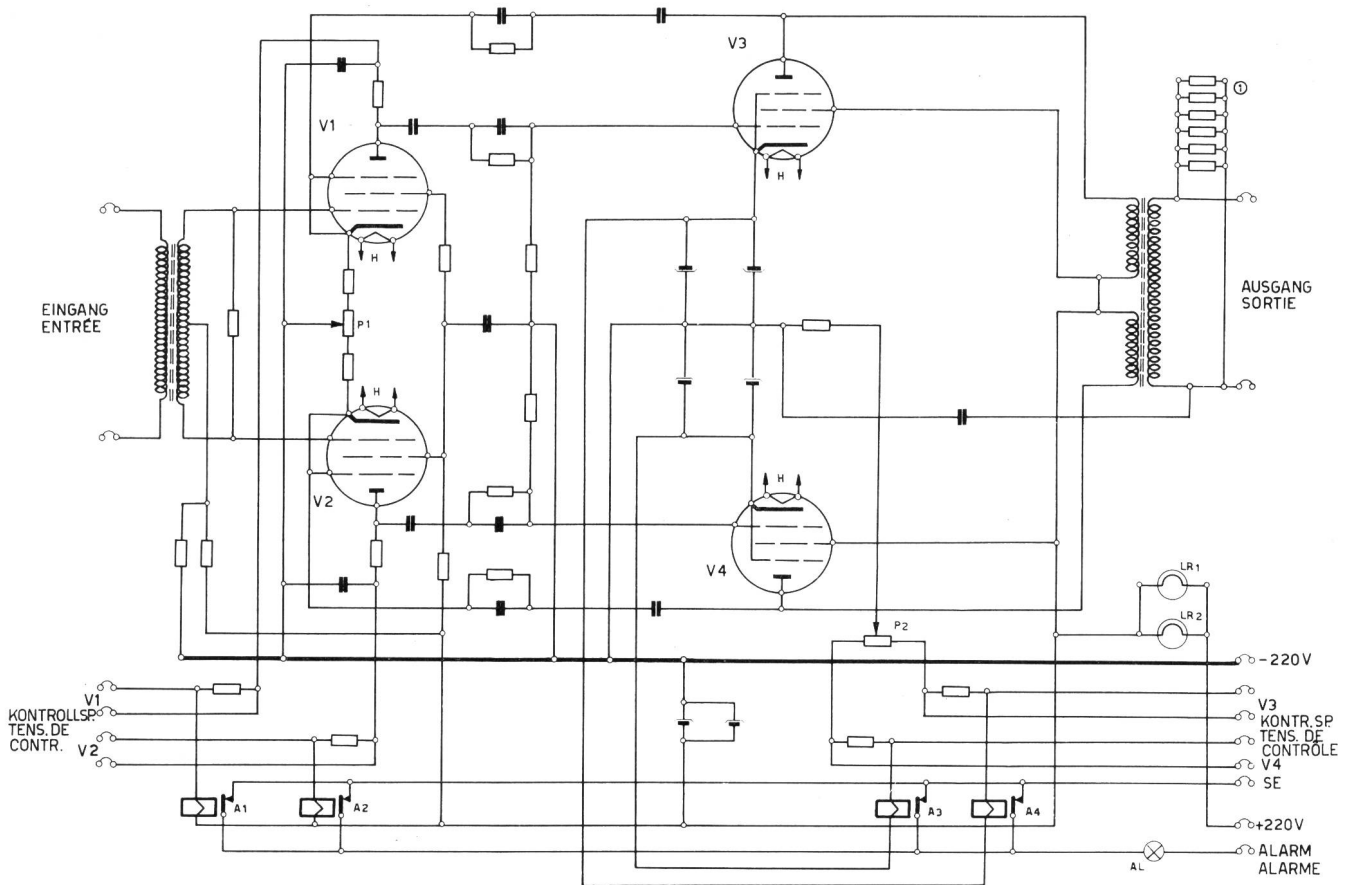 V3
①
V1
H
H
EINGANG
ENTRÉE
P1
AUSGANG
SORTIE
H
V2
H
V4
LR1
P2
LR2
-220V
V1
KONTROLLSP.
TENS. DE
CONTR.
V2
V3
KONTR. SP.
TENS. DE
CONTRÔLE
V4
SE
A1
A2
A3
A4
+220V
AL
ALARM
ALARME